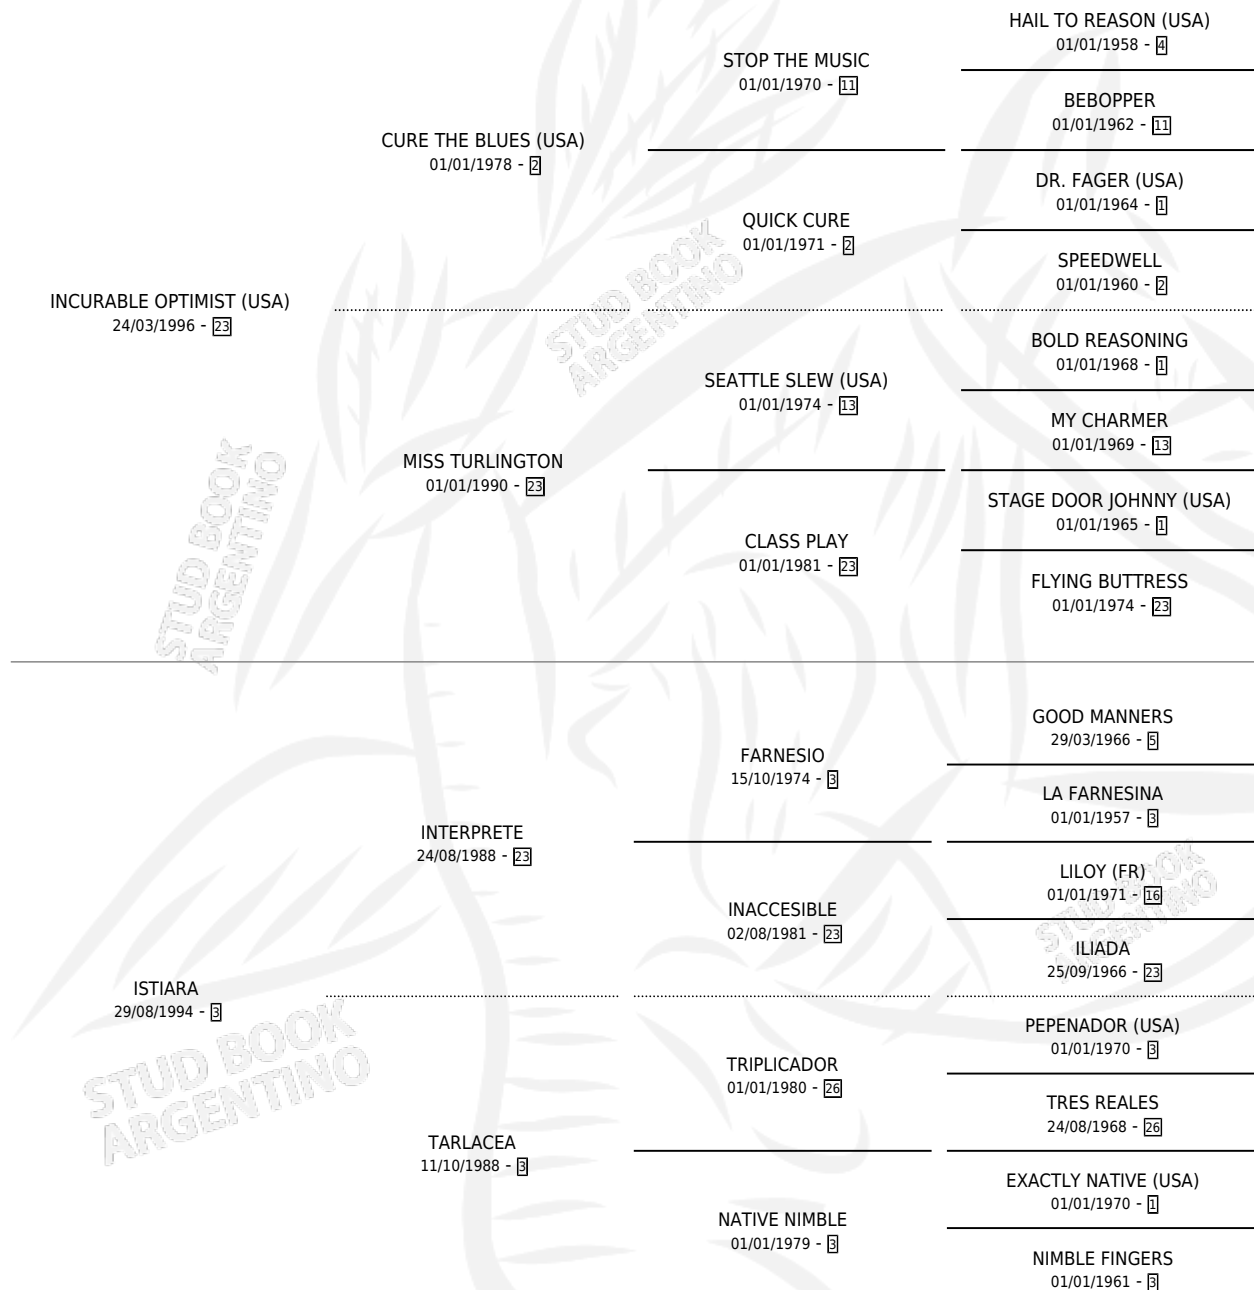 HAIL TO REASON (USA)
01/01/1958 - 4
STOP THE MUSIC
01/01/1970 - 11
BEBOPPER
01/01/1962 - 11
CURE THE BLUES (USA)
01/01/1978 - 2
DR. FAGER (USA)
01/01/1964 - 1
QUICK CURE
01/01/1971 - 2
SPEEDWELL
01/01/1960 - 2
INCURABLE OPTIMIST (USA)
24/03/1996 - 23
BOLD REASONING
01/01/1968 - 1
SEATTLE SLEW (USA)
01/01/1974 - 13
MY CHARMER
01/01/1969 - 13
MISS TURLINGTON
01/01/1990 - 23
STAGE DOOR JOHNNY (USA)
01/01/1965 - 1
CLASS PLAY
01/01/1981 - 23
FLYING BUTTRESS
01/01/1974 - 23
GOOD MANNERS
29/03/1966 - 5
FARNESIO
15/10/1974 - 3
LA FARNESINA
01/01/1957 - 3
INTERPRETE
24/08/1988 - 23
LILOY (FR)
01/01/1971 - 16
INACCESIBLE
02/08/1981 - 23
ILIADA
25/09/1966 - 23
ISTIARA
29/08/1994 - 3
PEPENADOR (USA)
01/01/1970 - 3
TRIPLICADOR
01/01/1980 - 26
TRES REALES
24/08/1968 - 26
TARLACEA
11/10/1988 - 3
EXACTLY NATIVE (USA)
01/01/1970 - 1
NATIVE NIMBLE
01/01/1979 - 3
NIMBLE FINGERS
01/01/1961 - 3
STUD BOOK
ARGENTINO
STUD BOOK
ARGENTINO
STUD BOOK
ARGENTINO
STUD BOOK
ARGENTINO